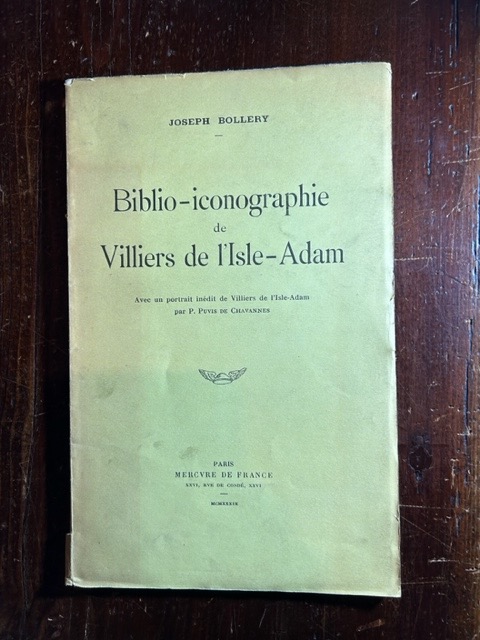 JOSEPH BOLLERY
Biblio-iconographie
de
Villiers de l'Isle-Adam
Avec un portrait inédit de Villiers de l'Isle-Adam
par P. PUVIS DE CHAVANNES
PARIS
MERCVRE DE FRANCE
XXVI, RVE DE CONDÉ, XXVI
MCMXXXIX